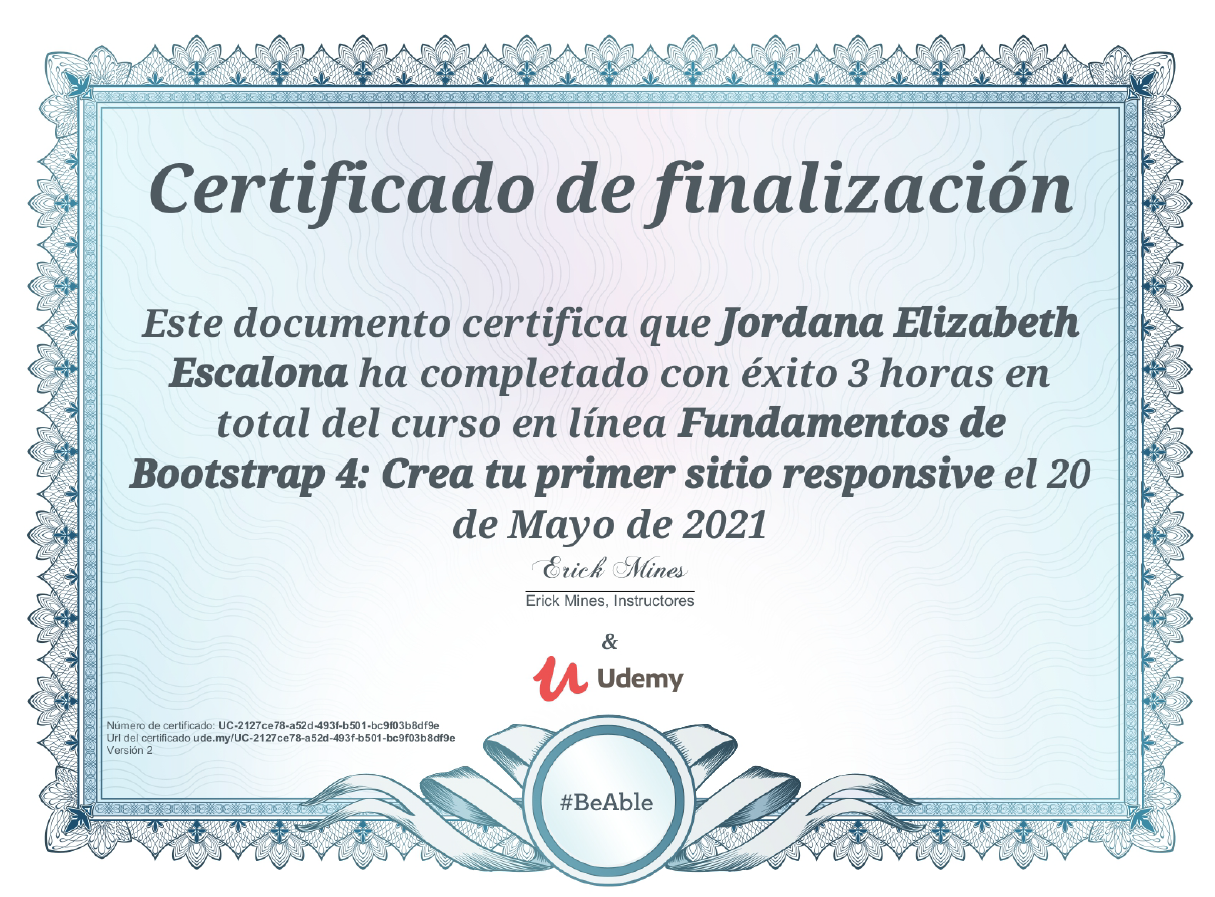 Certificado de finalización
Este documento certifica que Jordana Elizabeth
Escalona ha completado con éxito 3 horas en
total del curso en línea Fundamentos de
Bootstrap 4: Crea tu primer sitio responsive el 20
de Mayo de 2021
Erick Mines
Erick Mines, Instructores
&
Udemy
Número de certificado: UC-2127ce78-a52d-493f-b501-bc9f03b8df9e
Url del certificado ude.my/UC-2127ce78-a52d-493f-b501-bc9f03b8df9e
Versión 2
#BeAble